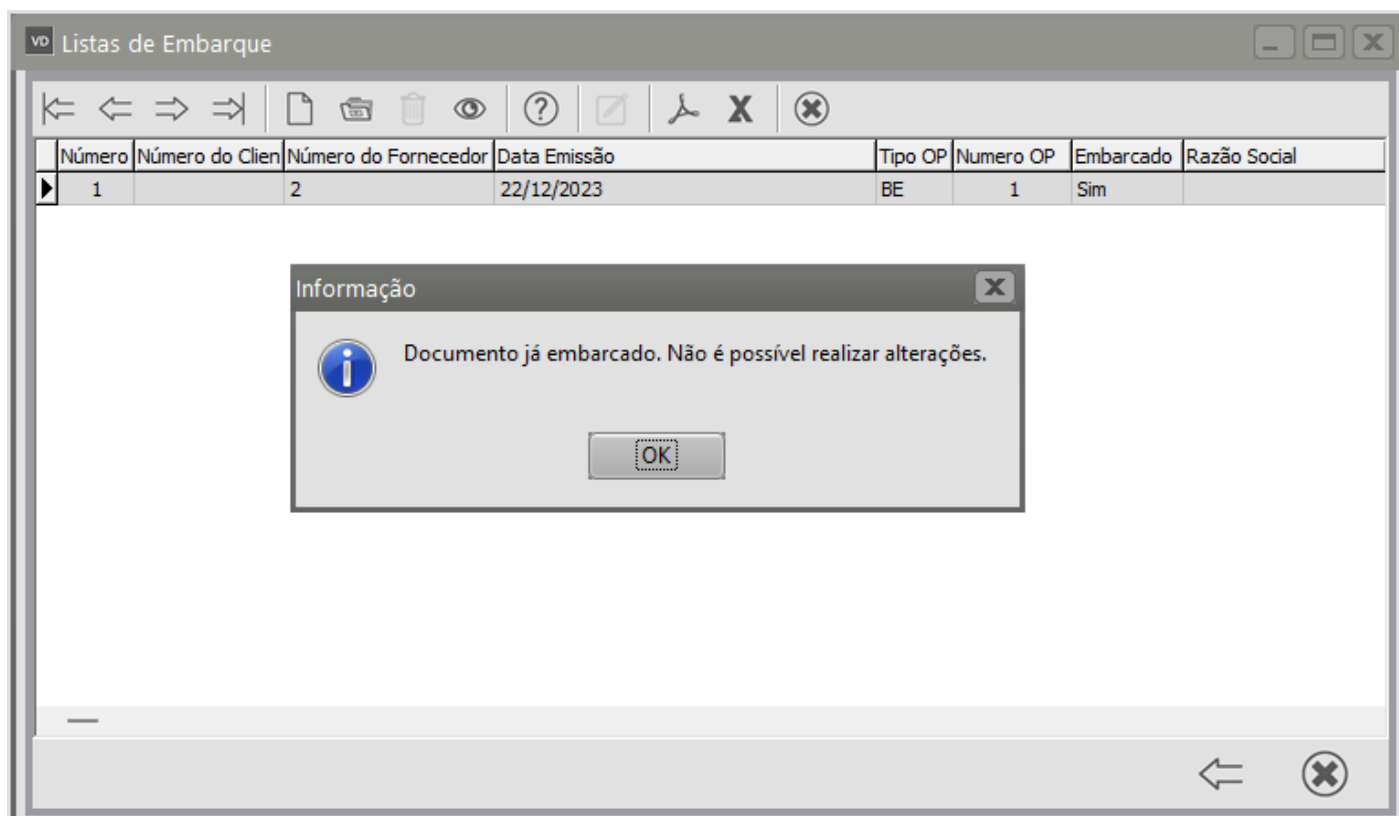 VD Listas de Embarque
Número Número do Clien Número do Fornecedor Data Emissão Tipo OP Numero OP Embarcado Razão Social
1 2 22/12/2023 BE 1 Sim
Informação
Documento já embarcado. Não é possível realizar alterações.
OK